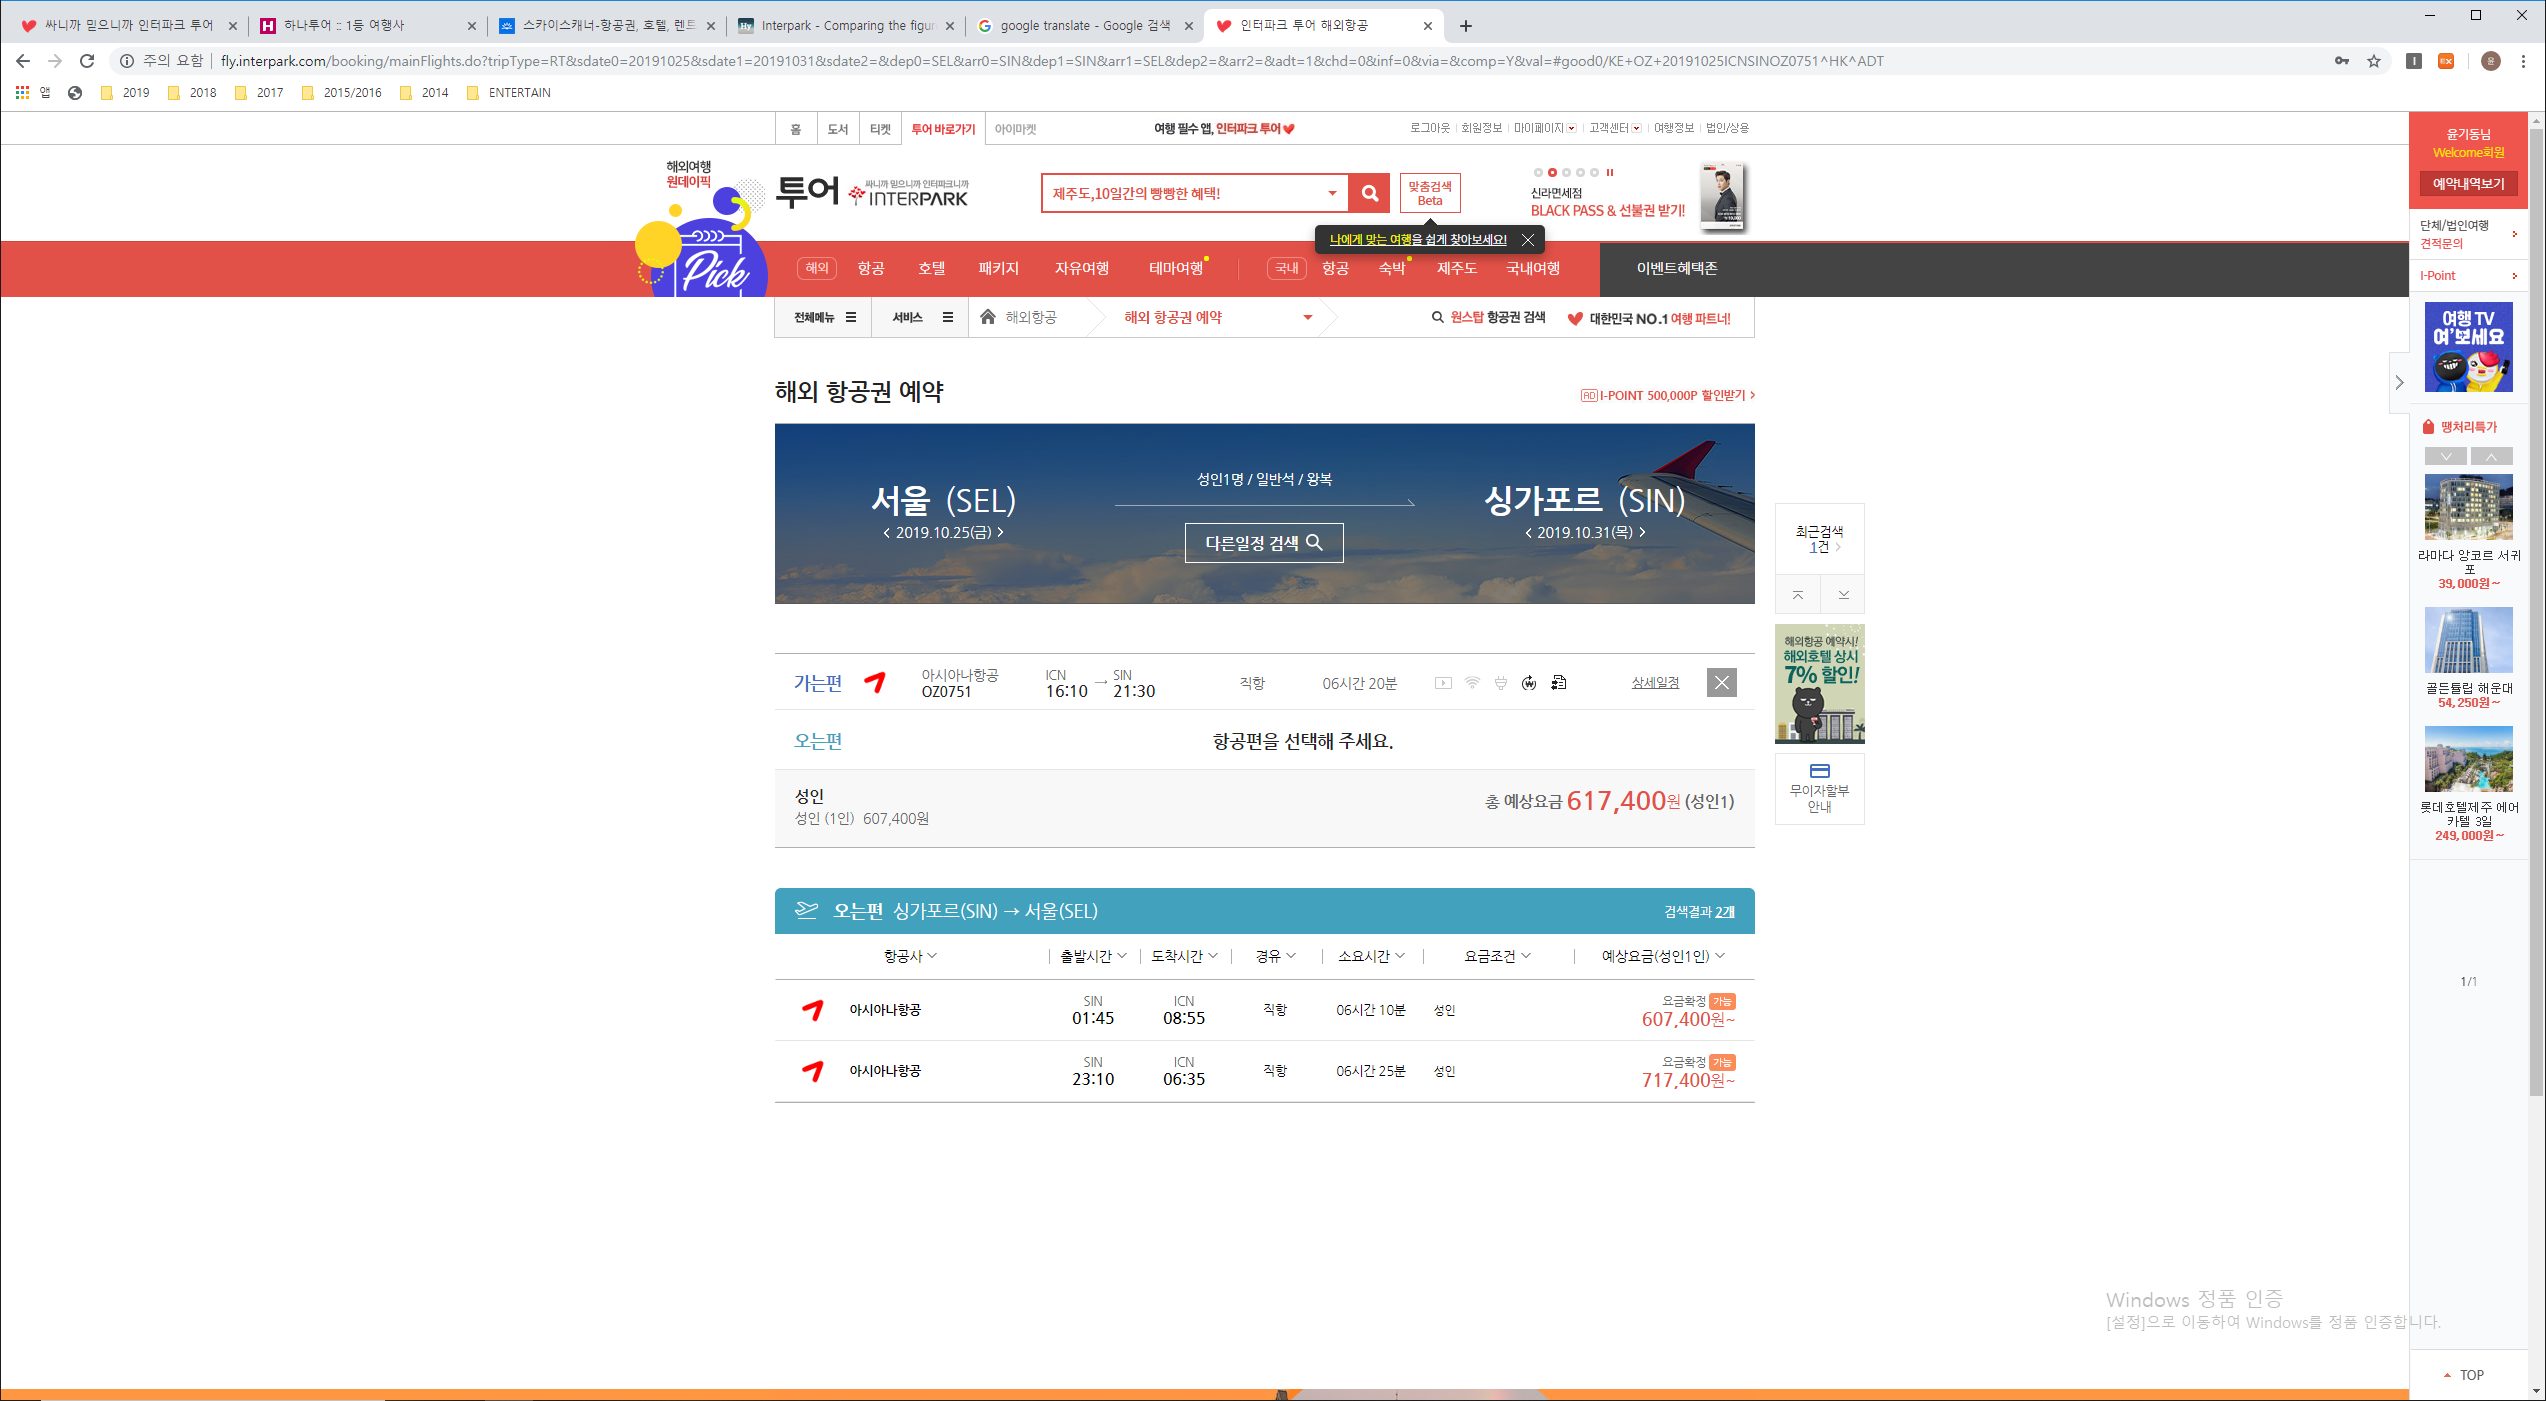 싸니까 믿으니까 인터파크 투어
하나투어 :: 1등 여행사
스카이스캐너-항공권, 호텔, 렌트
Interpark - Comparing the figur
google translate - Google 검색
인터파크 투어 해외항공
주의 요함 | fly.interpark.com/booking/mainFlights.do?tripType=RT&sdate0=20191025&sdate1=20191031&sdate2=&dep0=SEL&arr0=SIN&dep1=SIN&arr1=SEL&dep2=&arr2=&adt=1&chd=0&inf=0&via=&comp=Y&val=#good0/KE+OZ+20191025ICNSINOZ0751^HK^ADT
앱 2019 2018 2017 2015/2016 2014 ENTERTAIN
홈 도서 티켓 투어 바로가기 아이마켓
여행 필수 앱, 인터파크 투어
로그아웃 회원정보 마이페이지 고객센터 여행정보 법인/상용
해외여행
원데이픽
Pick
투어
싸니까 믿으니까 인터파크니까
INTERPARK
제주도,10일간의 빵빵한 혜택!
맞춤검색
Beta
신라면세점
BLACK PASS & 선불권 받기!
나에게 맞는 여행을 쉽게 찾아보세요!
해외 항공 호텔 패키지 자유여행 테마여행 국내 항공 숙박 제주도 국내여행 이벤트혜택존
전체메뉴 서비스 해외항공 해외 항공권 예약
원스탑 항공권 검색 대한민국 NO.1 여행 파트너!
해외 항공권 예약
AD I-POINT 500,000P 할인받기
서울 (SEL)
2019.10.25(금)
성인1명 / 일반석 / 왕복
다른일정 검색
싱가포르 (SIN)
2019.10.31(목)
가는편
아시아나항공
OZ0751
ICN → SIN
16:10 21:30
직항
06시간 20분
상세일정
오는편
항공편을 선택해 주세요.
성인
성인 (1인) 607,400원
총 예상요금 617,400원 (성인1)
오는편 싱가포르(SIN) → 서울(SEL)
검색결과 2개
항공사 출발시간 도착시간 경유 소요시간 요금조건 예상요금(성인1인)
아시아나항공 SIN 01:45 ICN 08:55 직항 06시간 10분 성인 요금확정 가능 607,400원~
아시아나항공 SIN 23:10 ICN 06:35 직항 06시간 25분 성인 요금확정 가능 717,400원~
최근검색
1건
해외항공 예약시!
해외호텔 상시
7% 할인!
무이자할부
안내
윤기동님
Welcome회원
예약내역보기
단체/법인여행
견적문의
I-Point
여행 TV
여'보세요
땡처리특가
라마다 앙코르 서귀
포
39,000원~
골든튤립 해운대
54,250원~
롯데호텔제주 에어
카텔 3일
249,000원~
1/1
Windows 정품 인증
[설정]으로 이동하여 Windows를 정품 인증합니다.
TOP